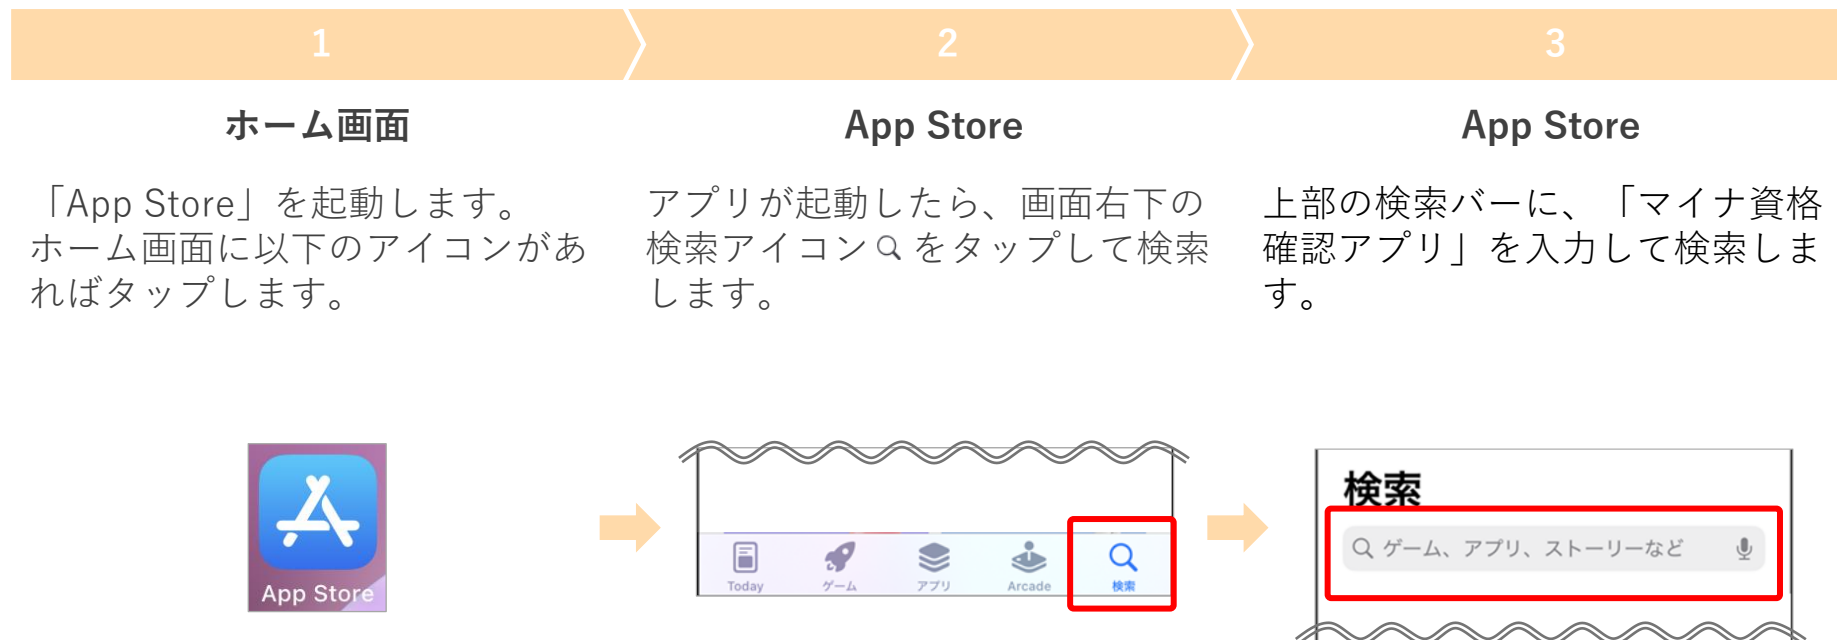 1
2
3
ホーム画面
「App Store」を起動します。
ホーム画面に以下のアイコンがあ
ればタップします。
App Store
App Store
アプリが起動したら、画面右下の
検索アイコン をタップして検索
します。
Today
ゲーム
アプリ
Arcade
検索
App Store
上部の検索バーに、「マイナ資格
確認アプリ」を入力して検索しま
す。
検索
ゲーム、アプリ、ストーリーなど